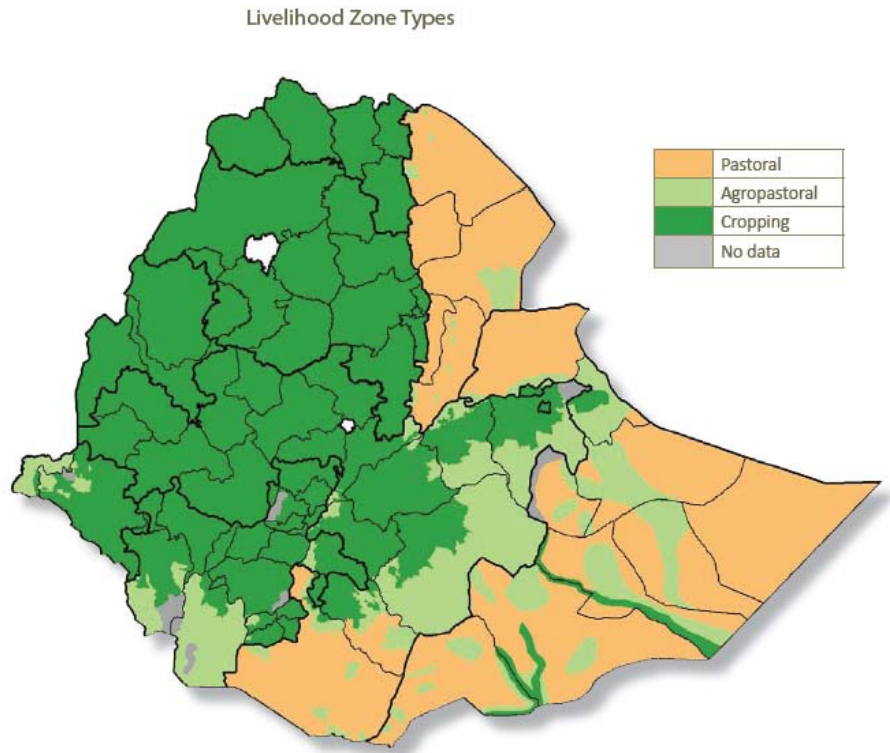 Livelihood Zone Types
Pastoral
Agropastoral
Cropping
No data